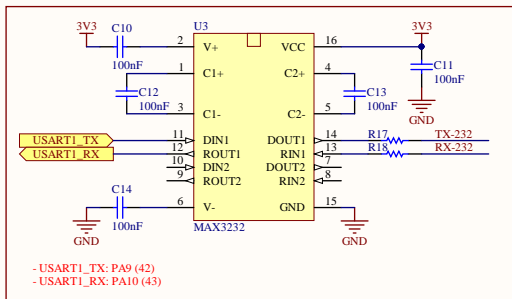 3V3
C10
100nF
U3
3V3
2
V+
VCC
16
1
C1+
C2+
4
C11
100nF
C12
100nF
C13
100nF
3
C1-
C2-
5
GND
USART1_TX
11
DIN1
DOUT1
14
R17
TX-232
USART1_RX
12
ROUT1
RIN1
13
R18
RX-232
10
DIN2
DOUT2
7
9
ROUT2
RIN2
8
C14
100nF
6
V-
GND
15
GND
MAX3232
GND
- USART1_TX: PA9 (42)
- USART1_RX: PA10 (43)